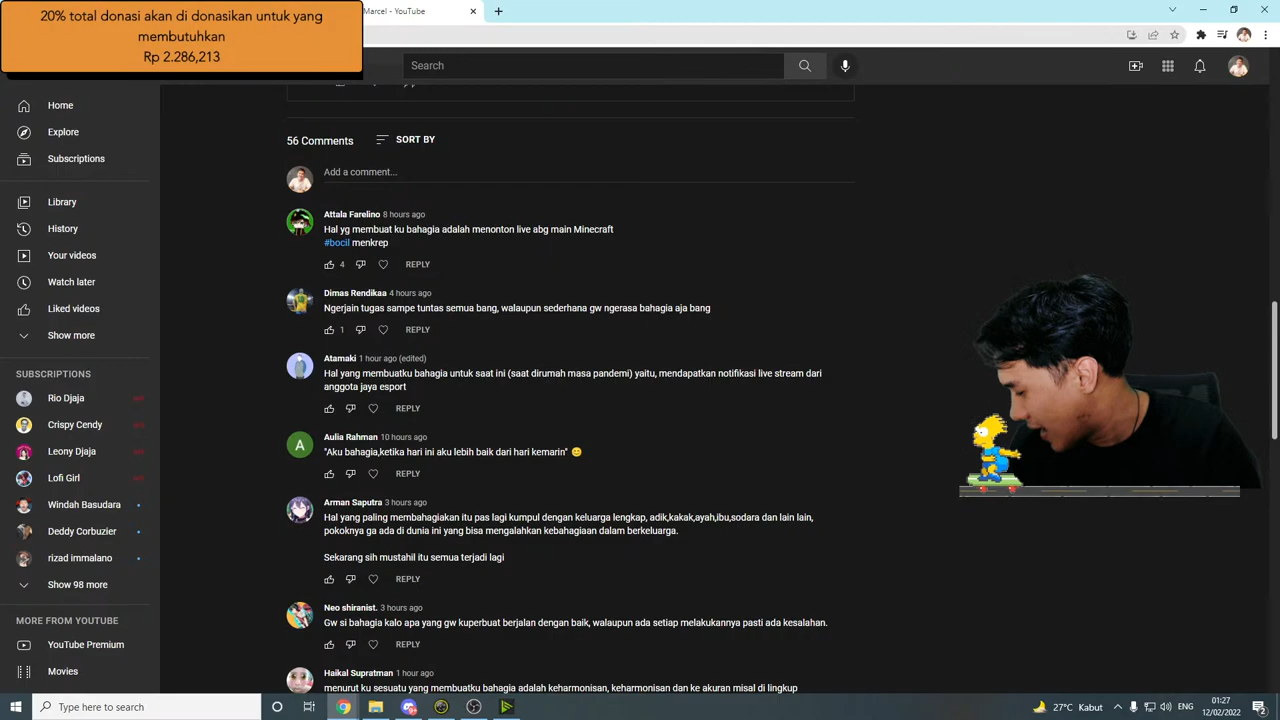 20% total donasi akan di donasikan untuk yang
membutuhkan
Rp 2.286,213
Marcel - YouTube
Search
Home
Explore
Subscriptions
Library
History
Your videos
Watch later
Liked videos
Show more
SUBSCRIPTIONS
Rio Djaja
Crispy Cendy
Leony Djaja
Lofi Girl
Windah Basudara
Deddy Corbuzier
rizad immalano
Show 98 more
MORE FROM YOUTUBE
YouTube Premium
Movies
56 Comments
SORT BY
Add a comment...
Attala Farelino 8 hours ago
Hal yg membuat ku bahagia adalah menonton live abg main Minecraft
#bocil menkrep
4 REPLY
Dimas Rendikaa 4 hours ago
Ngerjain tugas sampe tuntas semua bang, walaupun sederhana gw ngerasa bahagia aja bang
1 REPLY
Atamaki 1 hour ago (edited)
Hal yang membuatku bahagia untuk saat ini (saat dirumah masa pandemi) yaitu, mendapatkan notifikasi live stream dari
anggota jaya esport
REPLY
A
Aulia Rahman 10 hours ago
"Aku bahagia,ketika hari ini aku lebih baik dari hari kemarin" 😊
REPLY
Arman Saputra 3 hours ago
Hal yang paling membahagiakan itu pas lagi kumpul dengan keluarga lengkap, adik,kakak,ayah,ibu,sodara dan lain lain,
pokoknya ga ada di dunia ini yang bisa mengalahkan kebahagiaan dalam berkeluarga.
Sekarang sih mustahil itu semua terjadi lagi
REPLY
Neo shiranist. 3 hours ago
Gw si bahagia kalo apa yang gw kuperbuat berjalan dengan baik, walaupun ada setiap melakukannya pasti ada kesalahan.
REPLY
Haikal Supratman 1 hour ago
menurut ku sesuatu yang membuatku bahagia adalah keharmonisan, keharmonisan dan ke akuran misal di lingkup
Type here to search
27°C Kabut
ENG
01:27
12/02/2022
2